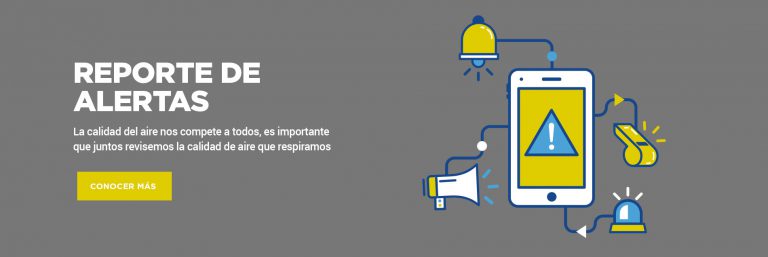 REPORTE DE
ALERTAS
La calidad del aire nos compete a todos, es importante
que juntos revisemos la calidad de aire que respiramos
CONOCER MÁS
!